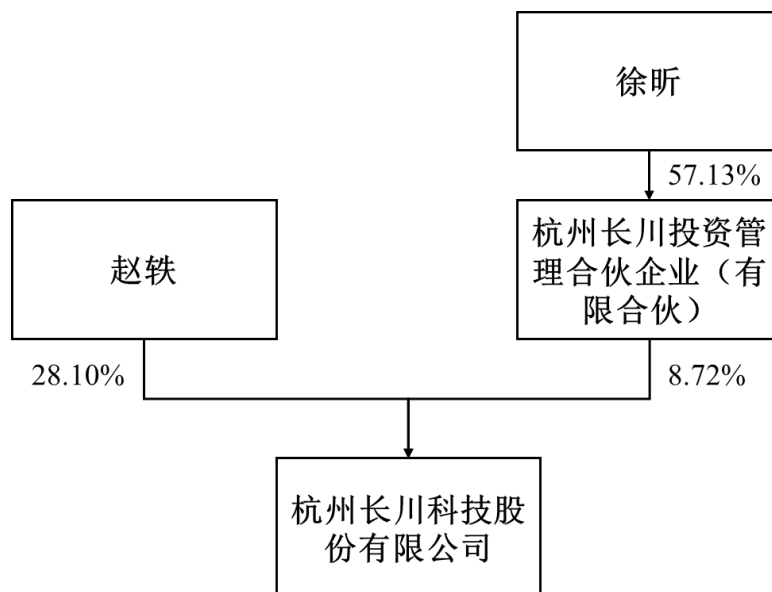 徐昕
57.13%
赵轶
杭州长川投资管
理合伙企业（有
限合伙）
28.10%
8.72%
杭州长川科技股
份有限公司